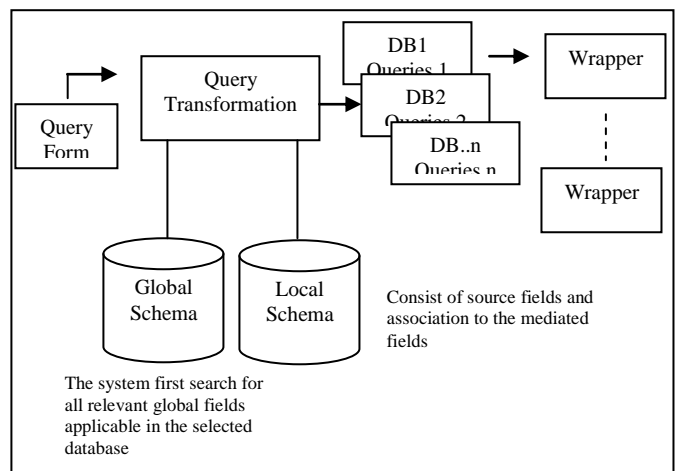 DB1
Queries 1
Wrapper
Query
Transformation
DB2
Queries 2
Query
Form
DB..n
Queries n
Wrapper
Global
Schema
Local
Schema
Consist of source fields and
association to the mediated
fields
The system first search for
all relevant global fields
applicable in the selected
database